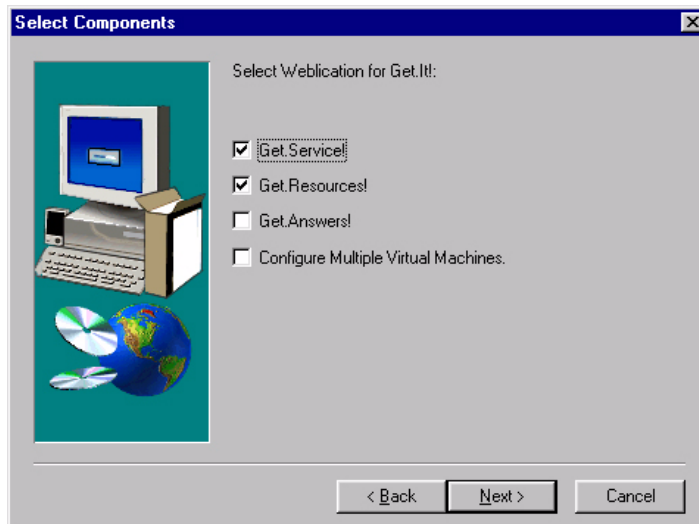 Select Components
Select Weblication for Get.It!:
Get.Service!
Get.Resources!
Get.Answers!
Configure Multiple Virtual Machines.
< Back
Next >
Cancel